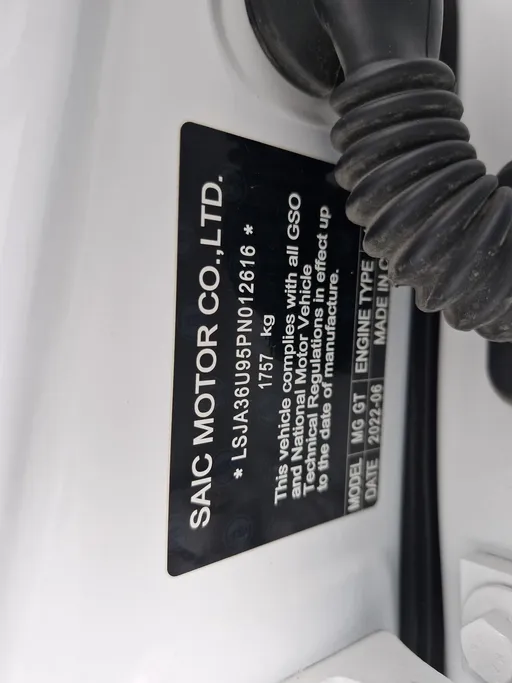 SAIC MOTOR CO.,LTD.
* LSJA36U95PN012616 *
1757 kg
This vehicle complies with all GSO
and National Motor Vehicle
Technical Regulations in effect up
to the date of manufacture.
MODEL MG GT ENGINE TYPE
DATE 2022-06 MADE IN C